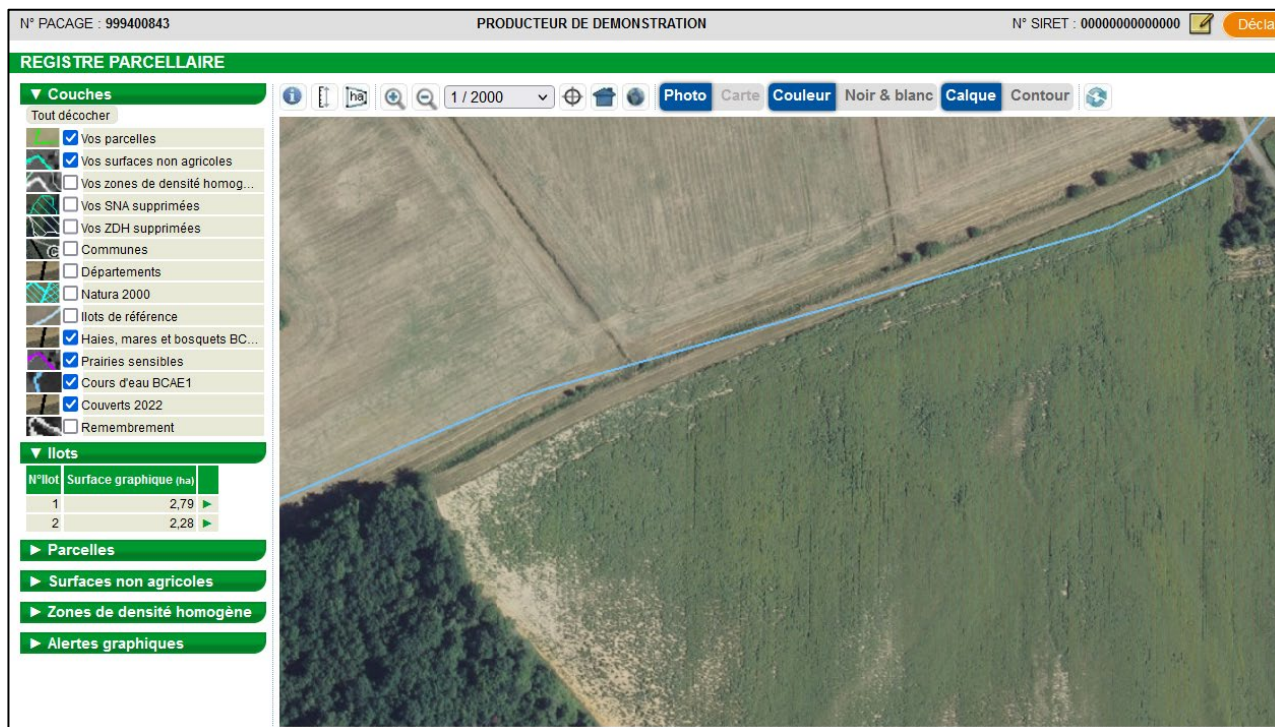 N° PACAGE : 999400843 PRODUCTEUR DE DEMONSTRATION N° SIRET : 00000000000000 Décla
REGISTRE PARCELLAIRE
▼ Couches
Tout décocher
Vos parcelles
Vos surfaces non agricoles
Vos zones de densité homog...
Vos SNA supprimées
Vos ZDH supprimées
Communes
Départements
Natura 2000
Ilots de référence
Haies, mares et bosquets BC...
Prairies sensibles
Cours d'eau BCAE1
Couverts 2022
Remembrement
▼ Ilots
N°Ilot Surface graphique (ha)
1 2,79 ►
2 2,28 ►
► Parcelles
► Surfaces non agricoles
► Zones de densité homogène
► Alertes graphiques
ha 1 / 2000 Photo Carte Couleur Noir & blanc Calque Contour